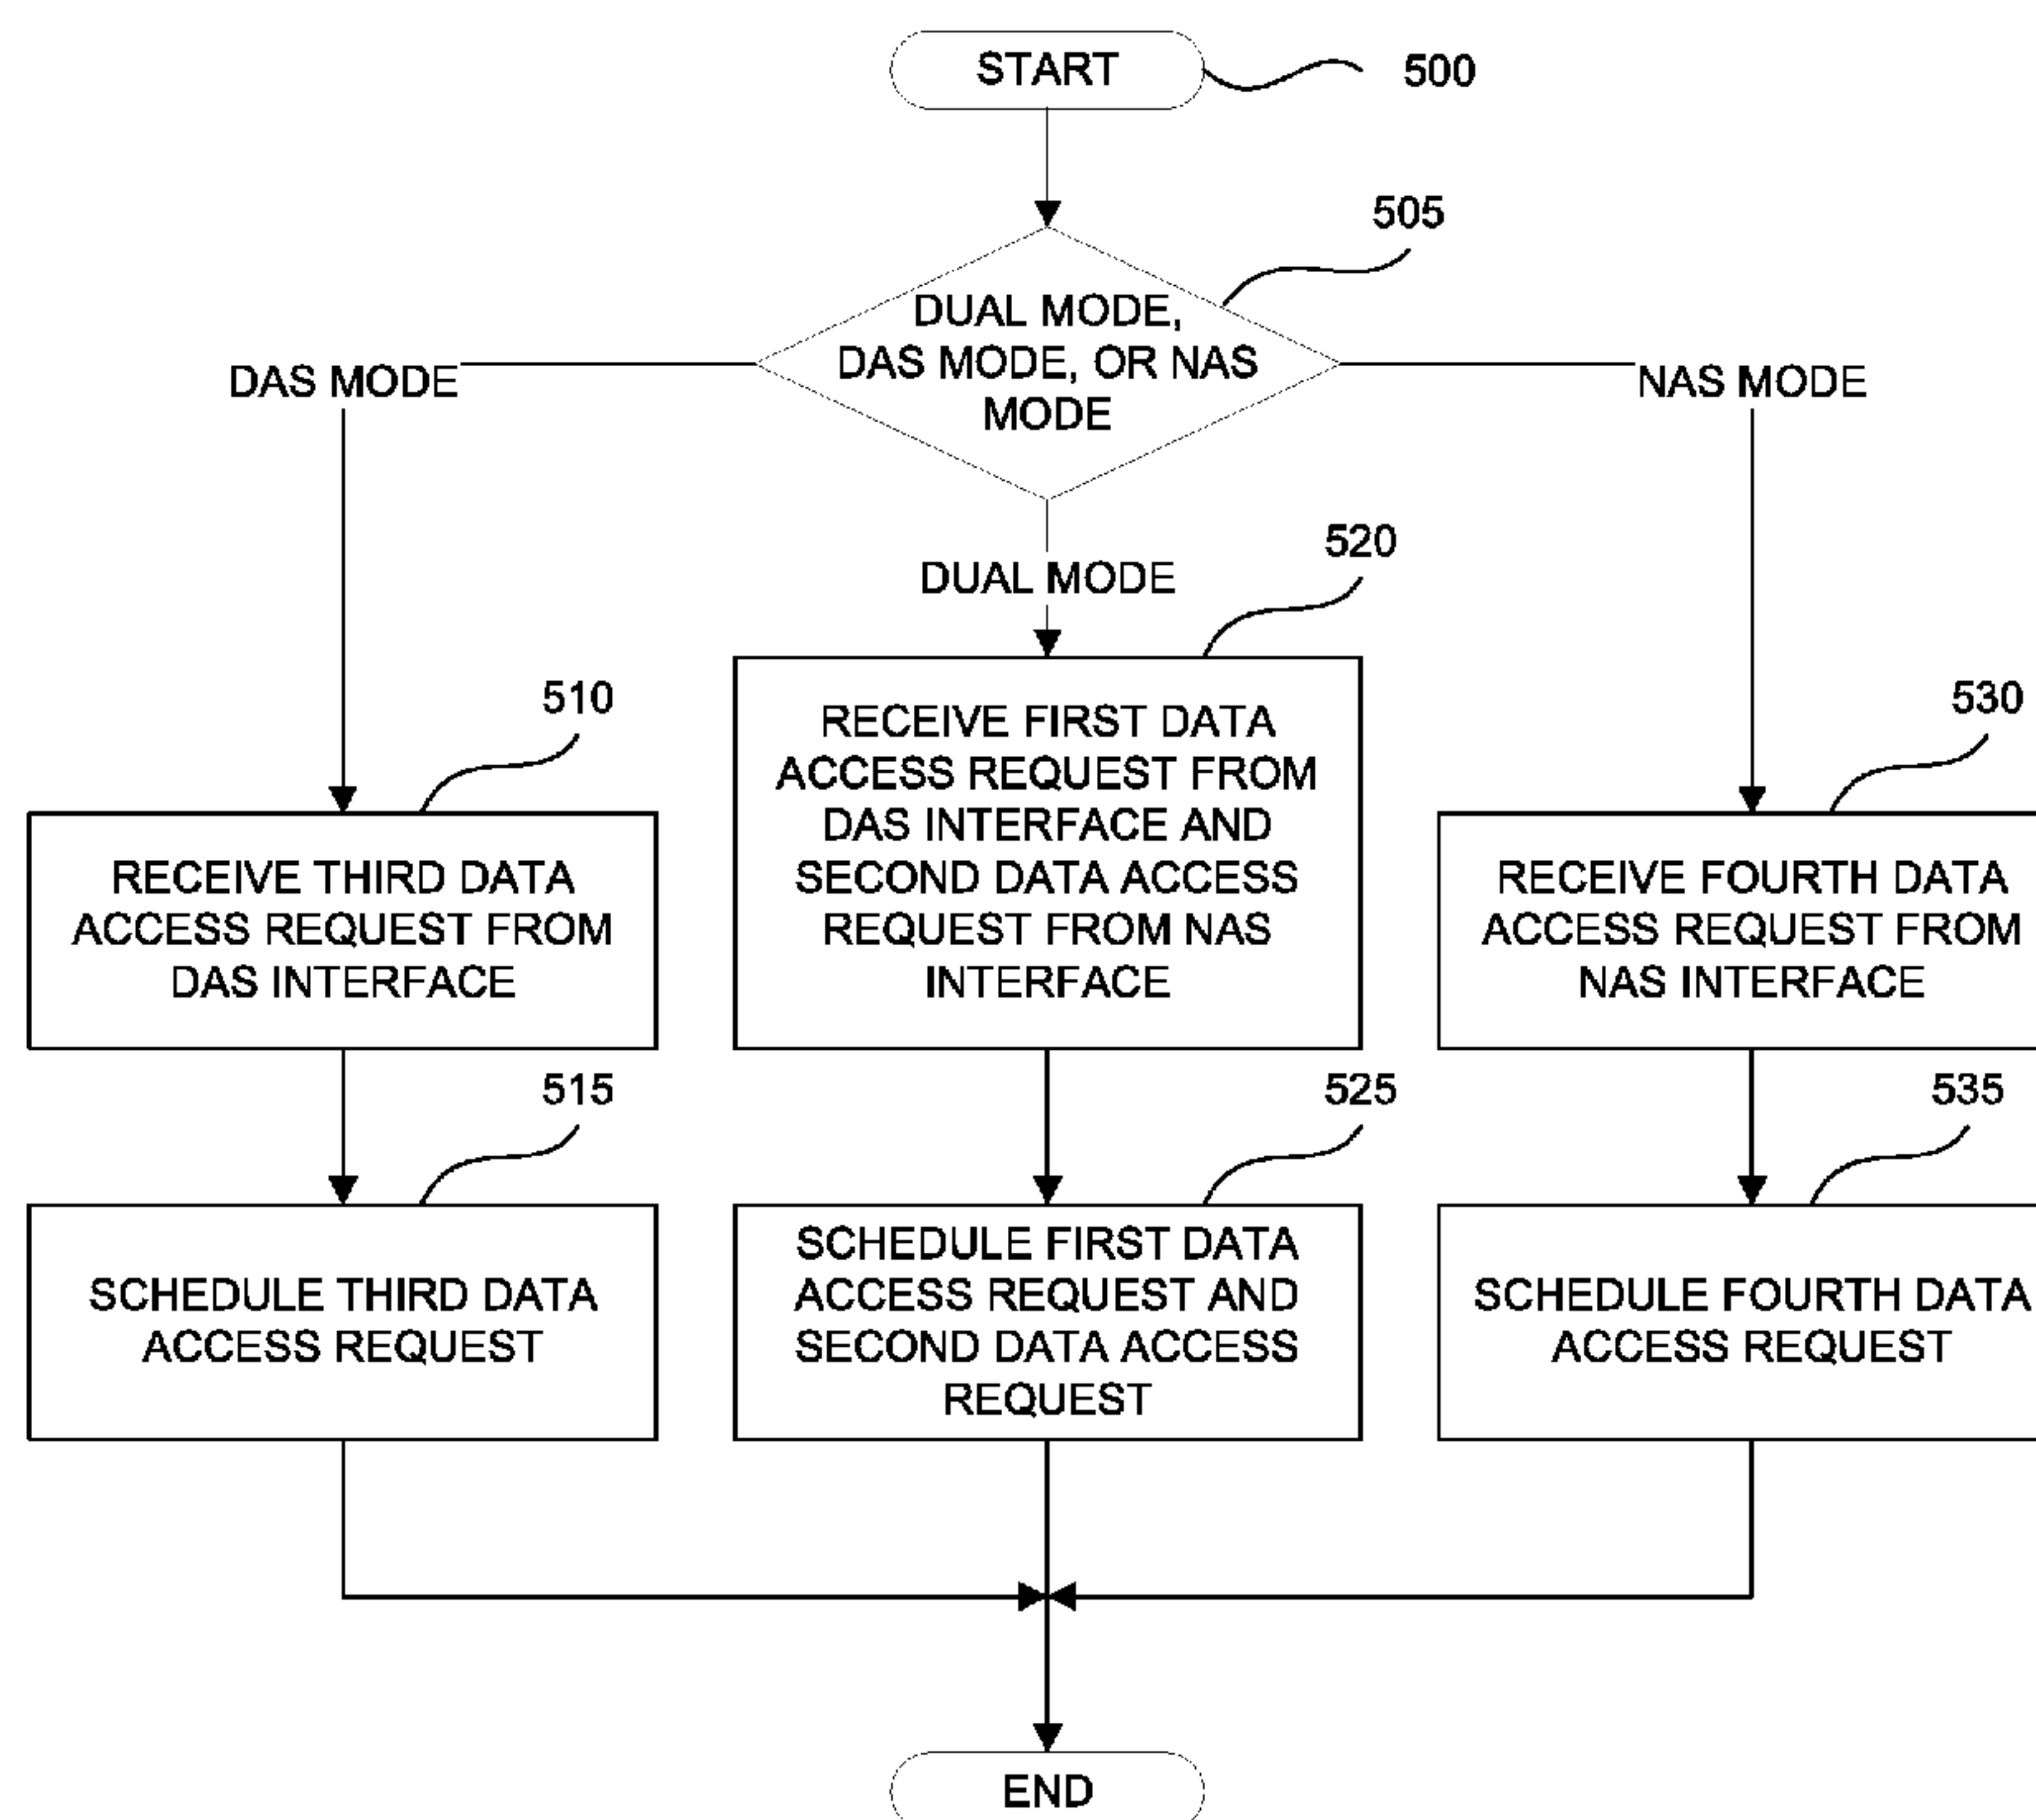 START
500
505
DUAL MODE,
DAS MODE, OR NAS
MODE
DAS MODE
NAS MODE
DUAL MODE
520
510
530
RECEIVE FIRST DATA
ACCESS REQUEST FROM
DAS INTERFACE AND
SECOND DATA ACCESS
REQUEST FROM NAS
INTERFACE
RECEIVE THIRD DATA
ACCESS REQUEST FROM
DAS INTERFACE
RECEIVE FOURTH DATA
ACCESS REQUEST FROM
NAS INTERFACE
515
525
535
SCHEDULE THIRD DATA
ACCESS REQUEST
SCHEDULE FIRST DATA
ACCESS REQUEST AND
SECOND DATA ACCESS
REQUEST
SCHEDULE FOURTH DATA
ACCESS REQUEST
END